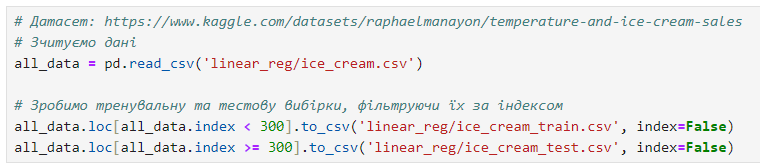 # Датасет: https://www.kaggle.com/datasets/raphaelmanayon/temperature-and-ice-cream-sales
# Зчитуємо дані
all_data = pd.read_csv('linear_reg/ice_cream.csv')
# Зробимо тренувальну та тестову вибірки, фільтруючи їх за індексом
all_data.loc[all_data.index < 300].to_csv('linear_reg/ice_cream_train.csv', index=False)
all_data.loc[all_data.index >= 300].to_csv('linear_reg/ice_cream_test.csv', index=False)